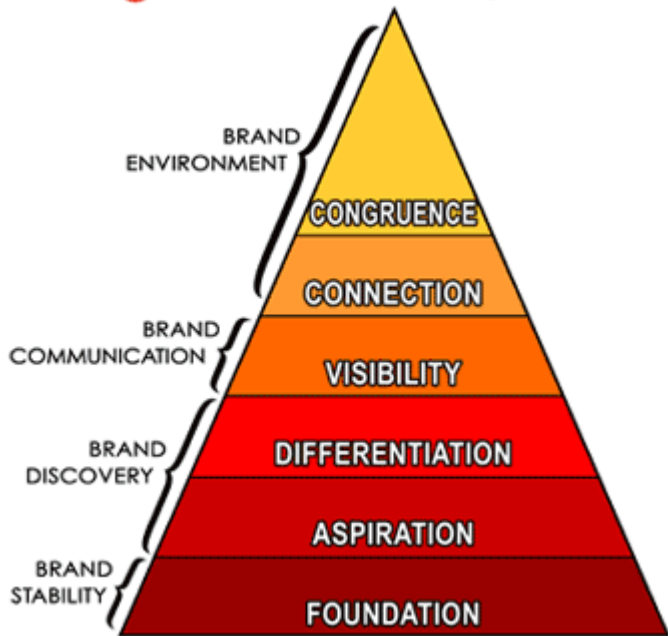 BRAND
ENVIRONMENT
CONGRUENCE
CONNECTION
BRAND
COMMUNICATION
VISIBILITY
BRAND
DISCOVERY
DIFFERENTIATION
ASPIRATION
BRAND
STABILITY
FOUNDATION